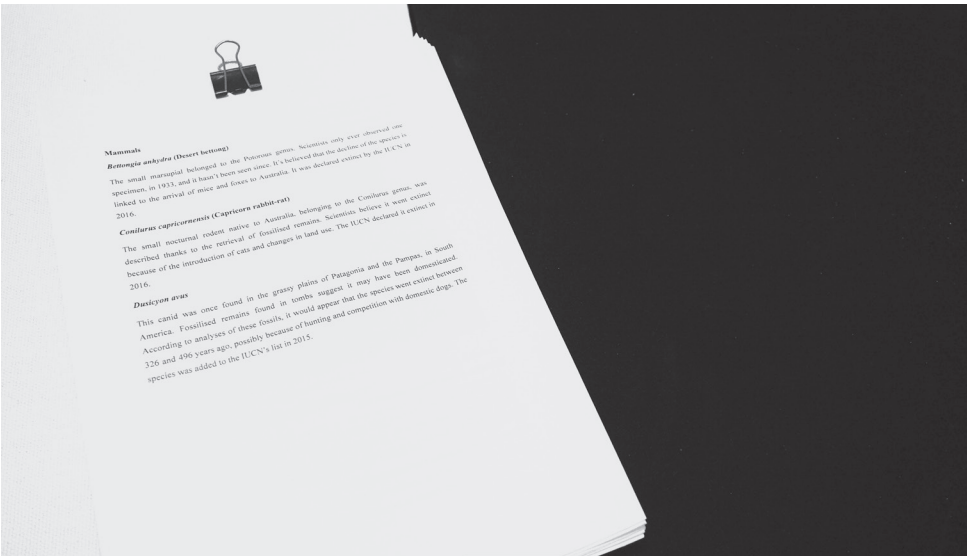 Mammals
Bettongia anhydra (Desert bettong)
The small marsupial belonged to the Potorous genus. Scientists only ever observed one
specimen, in 1933, and it hasn't been seen since. It's believed that the decline of the species is
linked to the arrival of mice and foxes to Australia. It was declared extinct by the IUCN in
2016.
Conilurus capricornensis (Capricorn rabbit-rat)
The small nocturnal rodent native to Australia, belonging to the Conilurus genus, was
described thanks to the retrieval of fossilised remains. Scientists believe it went extinct
because of the introduction of cats and changes in land use. The IUCN declared it extinct in
2016.
Dusicyon avus
This canid was once found in the grassy plains of Patagonia and the Pampas, in South
America. Fossilised remains found in tombs suggest it may have been domesticated.
According to analyses of these fossils, it would appear that the species went extinct between
326 and 496 years ago, possibly because of hunting and competition with domestic dogs. The
species was added to the IUCN's list in 2015.